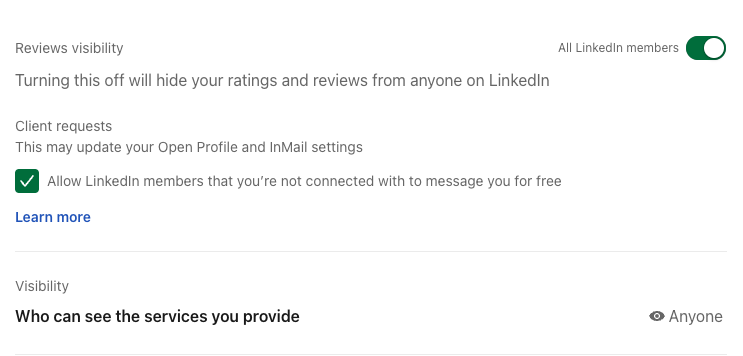 Reviews visibility
All LinkedIn members
Turning this off will hide your ratings and reviews from anyone on LinkedIn
Client requests
This may update your Open Profile and InMail settings
Allow LinkedIn members that you’re not connected with to message you for free
Learn more
Visibility
Who can see the services you provide
Anyone